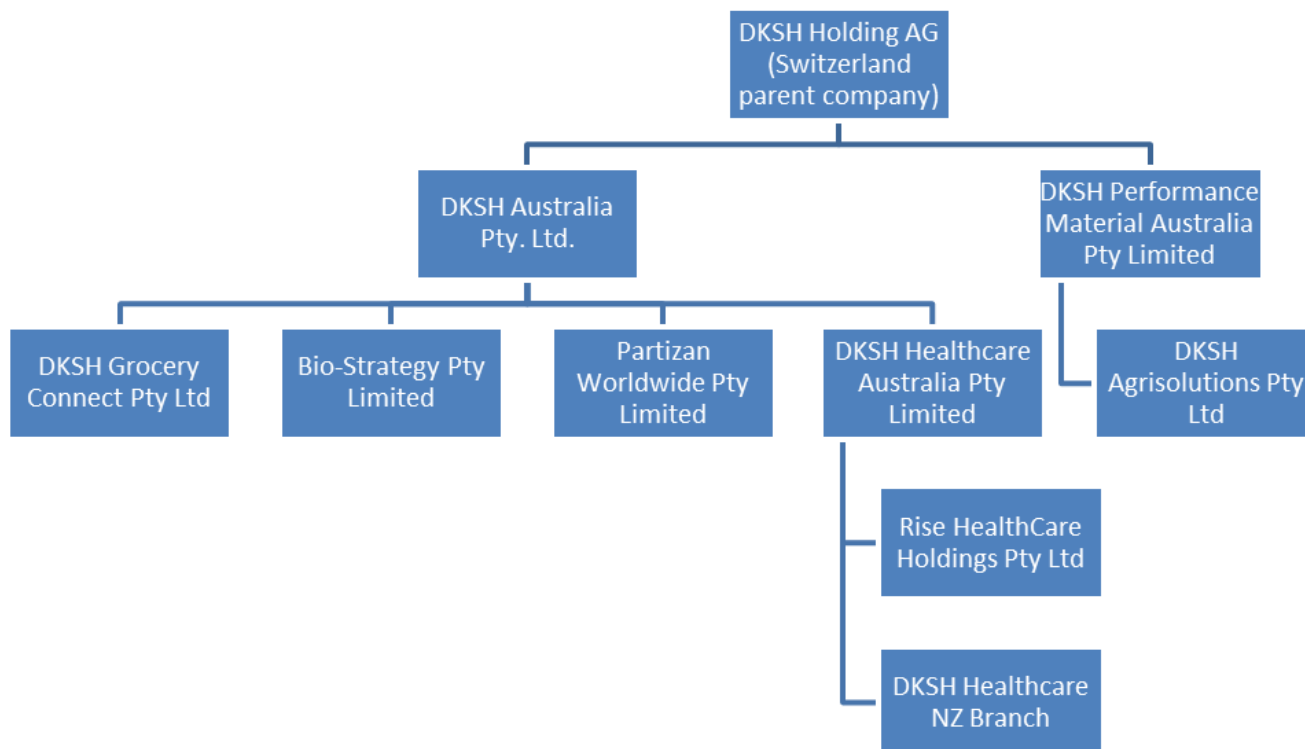 DKSH Holding AG
(Switzerland
parent company)
DKSH Australia
Pty. Ltd.
DKSH Performance
Material Australia
Pty Limited
DKSH Grocery
Connect Pty Ltd
Bio-Strategy Pty
Limited
Partizan
Worldwide Pty
Limited
DKSH Healthcare
Australia Pty
Limited
DKSH
Agrisolutions Pty
Ltd
Rise HealthCare
Holdings Pty Ltd
DKSH Healthcare
NZ Branch